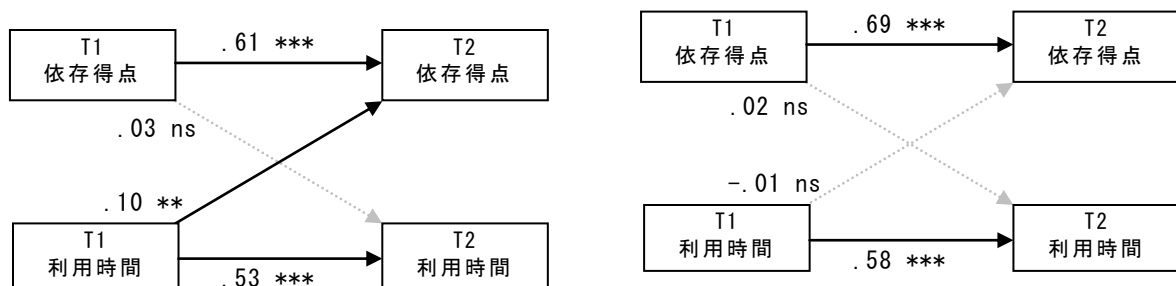 T1
依存得点
.61 ***
T2
依存得点
.03 ns
.10 **
T1
利用時間
.53 ***
T2
利用時間
T1
依存得点
.69 ***
T2
依存得点
.02 ns
-.01 ns
T1
利用時間
.58 ***
T2
利用時間